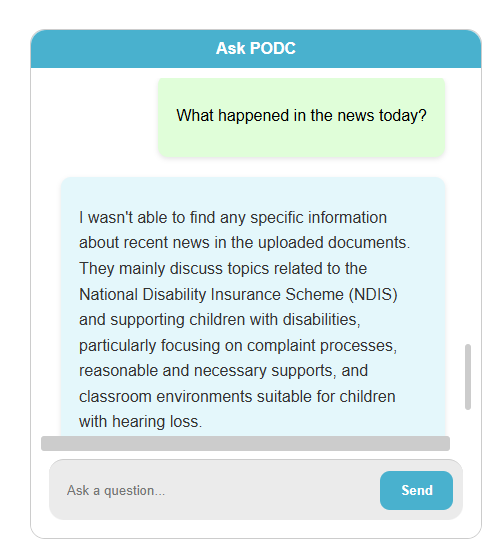 Ask PODC
What happened in the news today?
I wasn't able to find any specific information
about recent news in the uploaded documents.
They mainly discuss topics related to the
National Disability Insurance Scheme (NDIS)
and supporting children with disabilities,
particularly focusing on complaint processes,
reasonable and necessary supports, and
classroom environments suitable for children
with hearing loss.
Ask a question...
Send